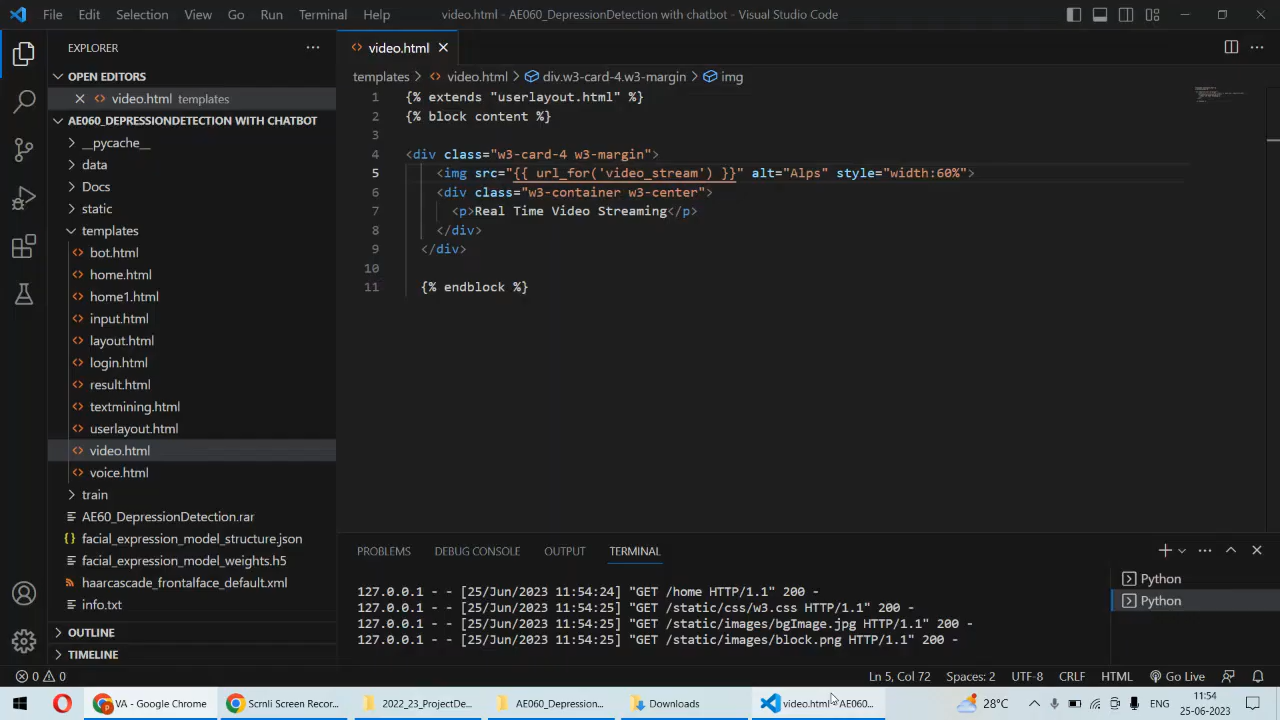 File Edit Selection View Go Run Terminal Help video.html - AE060_DepressionDetection with chatbot - Visual Studio Code
EXPLORER
video.html
OPEN EDITORS
video.html templates
templates > video.html > div.w3-card-4.w3-margin > img
AE060_DEPRESSIONDETECTION WITH CHATBOT
__pycache__
data
Docs
static
templates
bot.html
home.html
home1.html
input.html
layout.html
login.html
result.html
textmining.html
userlayout.html
video.html
voice.html
train
AE60_DepressionDetection.rar
facial_expression_model_structure.json
facial_expression_model_weights.h5
haarcascade_frontalface_default.xml
info.txt
OUTLINE
TIMELINE
1 {% extends "userlayout.html" %}
2 {% block content %}
3
4 <div class="w3-card-4 w3-margin">
5 <img src="{{ url_for('video_stream') }}" alt="Alps" style="width:60%">
6 <div class="w3-container w3-center">
7 <p>Real Time Video Streaming</p>
8 </div>
9 </div>
10
11 {% endblock %}
PROBLEMS DEBUG CONSOLE OUTPUT TERMINAL
127.0.0.1 - - [25/Jun/2023 11:54:24] "GET /home HTTP/1.1" 200 -
127.0.0.1 - - [25/Jun/2023 11:54:25] "GET /static/css/w3.css HTTP/1.1" 200 -
127.0.0.1 - - [25/Jun/2023 11:54:25] "GET /static/images/bgImage.jpg HTTP/1.1" 200 -
127.0.0.1 - - [25/Jun/2023 11:54:25] "GET /static/images/block.png HTTP/1.1" 200 -
Python
Python
0 0 Ln 5, Col 72 Spaces: 2 UTF-8 CRLF HTML Go Live
VA - Google Chrome Scrnli Screen Recor... 2022_23_ProjectDe... AE060_Depression... Downloads video.html - AE060... 28°C ENG 11:54
25-06-2023